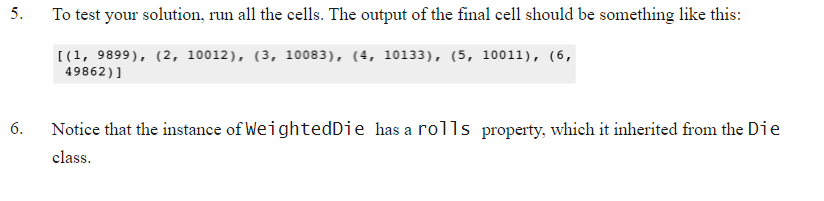 5. To test your solution, run all the cells. The output of the final cell should be something like this:
[(1, 9899), (2, 10012), (3, 10083), (4, 10133), (5, 10011), (6,
49862)]
6. Notice that the instance of WeightedDie has a rolls property, which it inherited from the Die
class.